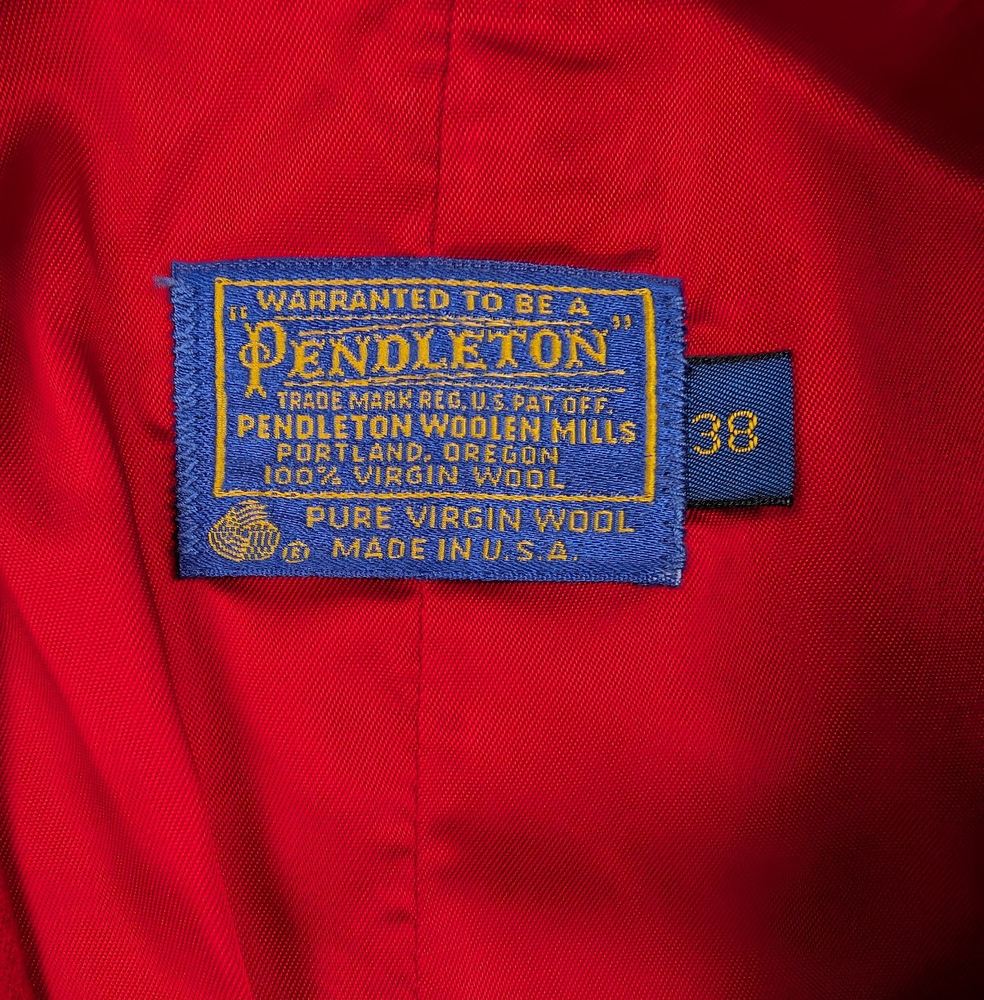 WARRANTED TO BE A
"PENDLETON"
TRADE MARK REG. U.S. PAT. OFF.
PENDLETON WOOLEN MILLS
PORTLAND, OREGON
100% VIRGIN WOOL
PURE VIRGIN WOOL
® MADE IN U.S.A.
38